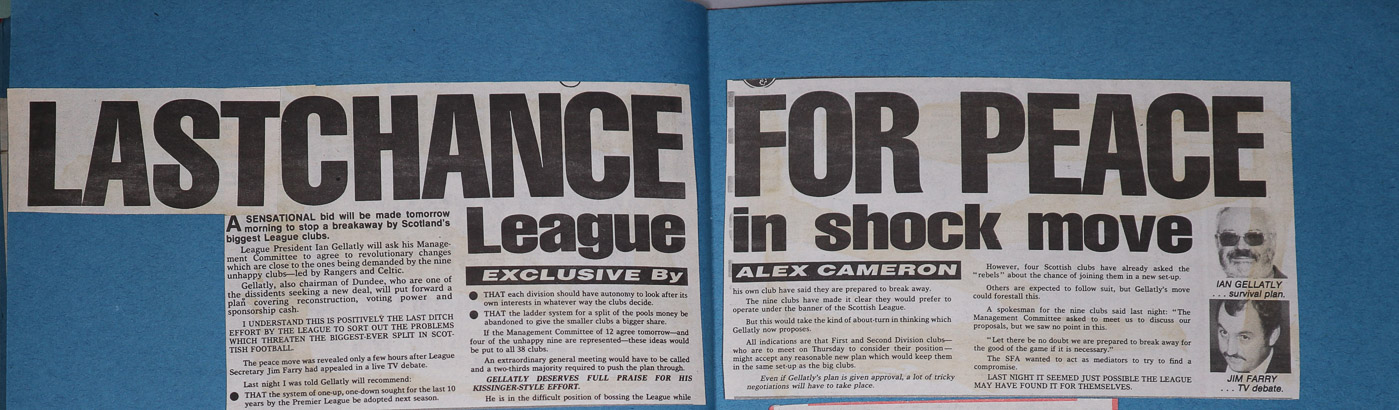 LAST CHANCE FOR PEACE
League in shock move
EXCLUSIVE By ALEX CAMERON
A SENSATIONAL bid will be made tomorrow
morning to stop a breakaway by Scotland's
biggest League clubs.
League President Ian Gellatly will ask his Manage-
ment Committee to agree to revolutionary changes
which are close to the ones being demanded by the nine
unhappy clubs—led by Rangers and Celtic.
Gellatly, also chairman of Dundee, who are one of
the dissidents seeking a new deal, will put forward a
plan covering reconstruction, voting power and
sponsorship cash.
I UNDERSTAND THIS IS POSITIVELY THE LAST DITCH
EFFORT BY THE LEAGUE TO SORT OUT THE PROBLEMS
WHICH THREATEN THE BIGGEST-EVER SPLIT IN SCOT-
TISH FOOTBALL.
The peace move was revealed only a few hours after League
Secretary Jim Farry had appealed in a live TV debate.
Last night I was told Gellatly will recommend:
● THAT the system of one-up, one-down sought for the last 10
years by the Premier League be adopted next season.
● THAT each division should have autonomy to look after its
own interests in whatever way the clubs decide.
● THAT the ladder system for a split of the pools money be
abandoned to give the smaller clubs a bigger share.
If the Management Committee of 12 agree tomorrow—and
four of the unhappy nine are represented—these ideas would
be put to all 38 clubs.
An extraordinary general meeting would have to be called
and a two-thirds majority required to push the plan through.
GELLATLY DESERVES FULL PRAISE FOR HIS
KISSINGER-STYLE EFFORT.
He is in the difficult position of bossing the League while
his own club have said they are prepared to break away.
The nine clubs have made it clear they would prefer to
operate under the banner of the Scottish League.
But this would take the kind of about-turn in thinking which
Gellatly now proposes.
All indications are that First and Second Division clubs—
who are to meet on Thursday to consider their position—
might accept any reasonable new plan which would keep them
in the same set-up as the big clubs.
Even if Gellatly's plan is given approval, a lot of tricky
negotiations will have to take place.
However, four Scottish clubs have already asked the
"rebels" about the chance of joining them in a new set-up.
Others are expected to follow suit, but Gellatly's move
could forestall this.
A spokesman for the nine clubs said last night: "The
Management Committee asked to meet us to discuss our
proposals, but we saw no point in this.
"Let there be no doubt we are prepared to break away for
the good of the game if it is necessary."
The SFA wanted to act as mediators to try to find a
compromise.
LAST NIGHT IT SEEMED JUST POSSIBLE THE LEAGUE
MAY HAVE FOUND IT FOR THEMSELVES.
IAN GELLATLY
. . . survival plan.
JIM FARRY
. . . TV debate.